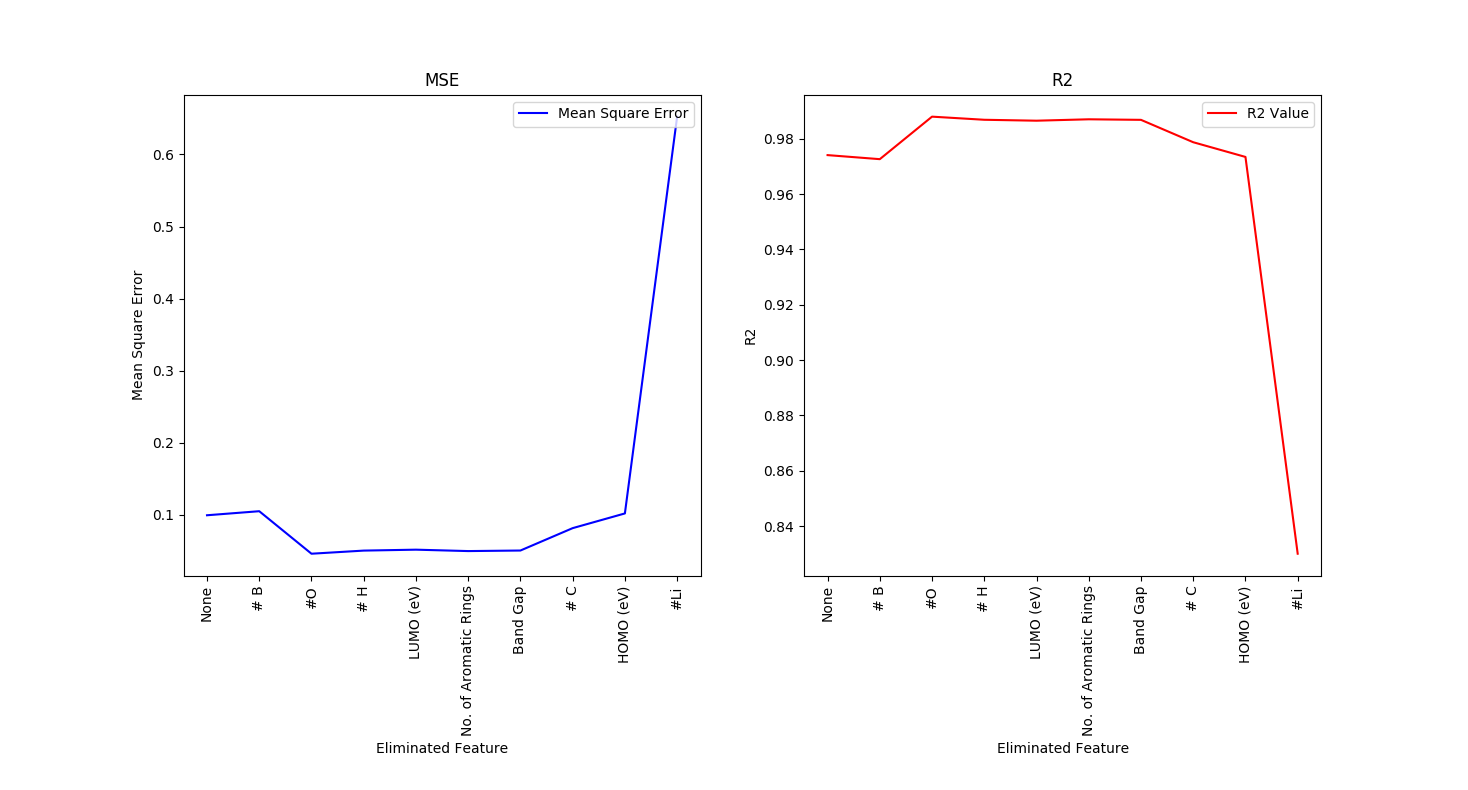 MSE
Mean Square Error
Mean Square Error
0.6
0.5
0.4
0.3
0.2
0.1
None
# B
#O
# H
LUMO (eV)
No. of Aromatic Rings
Band Gap
# C
HOMO (eV)
#Li
Eliminated Feature
R2
R2 Value
R2
0.98
0.96
0.94
0.92
0.90
0.88
0.86
0.84
None
# B
#O
# H
LUMO (eV)
No. of Aromatic Rings
Band Gap
# C
HOMO (eV)
#Li
Eliminated Feature